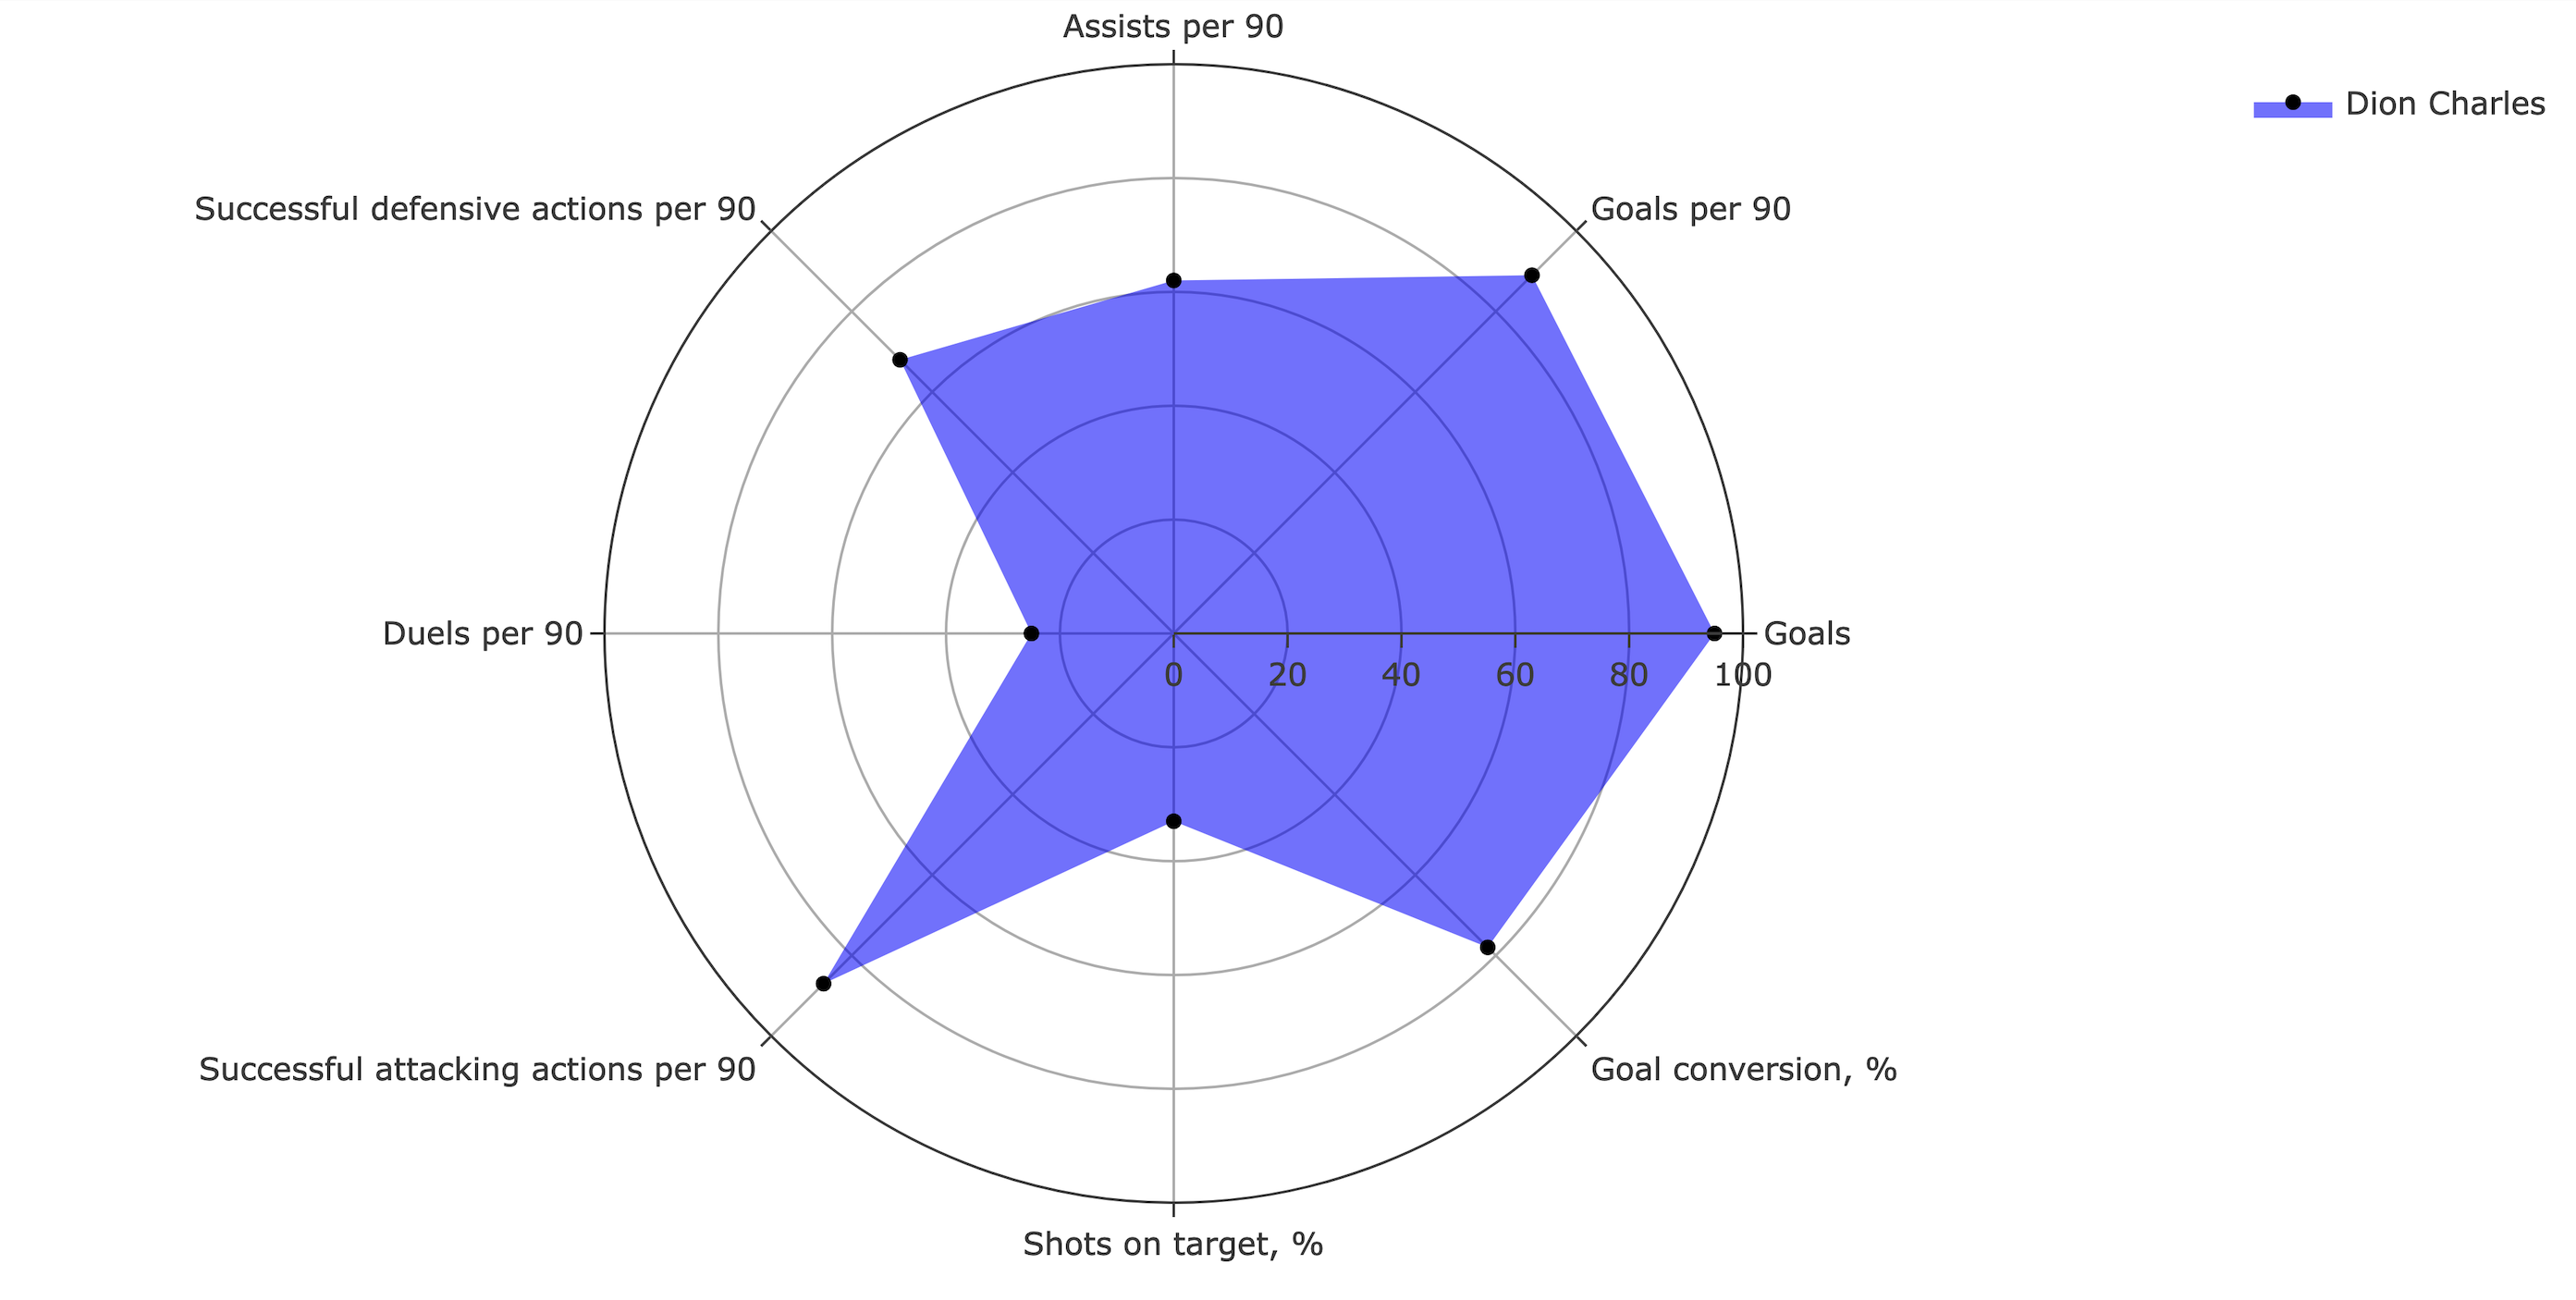 Assists per 90
Dion Charles
Successful defensive actions per 90
Goals per 90
Duels per 90
Goals
0
20
40
60
80
100
Successful attacking actions per 90
Goal conversion, %
Shots on target, %